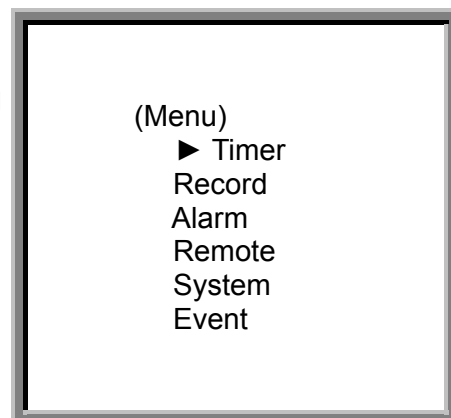 (Menu)
► Timer
Record
Alarm
Remote
System
Event